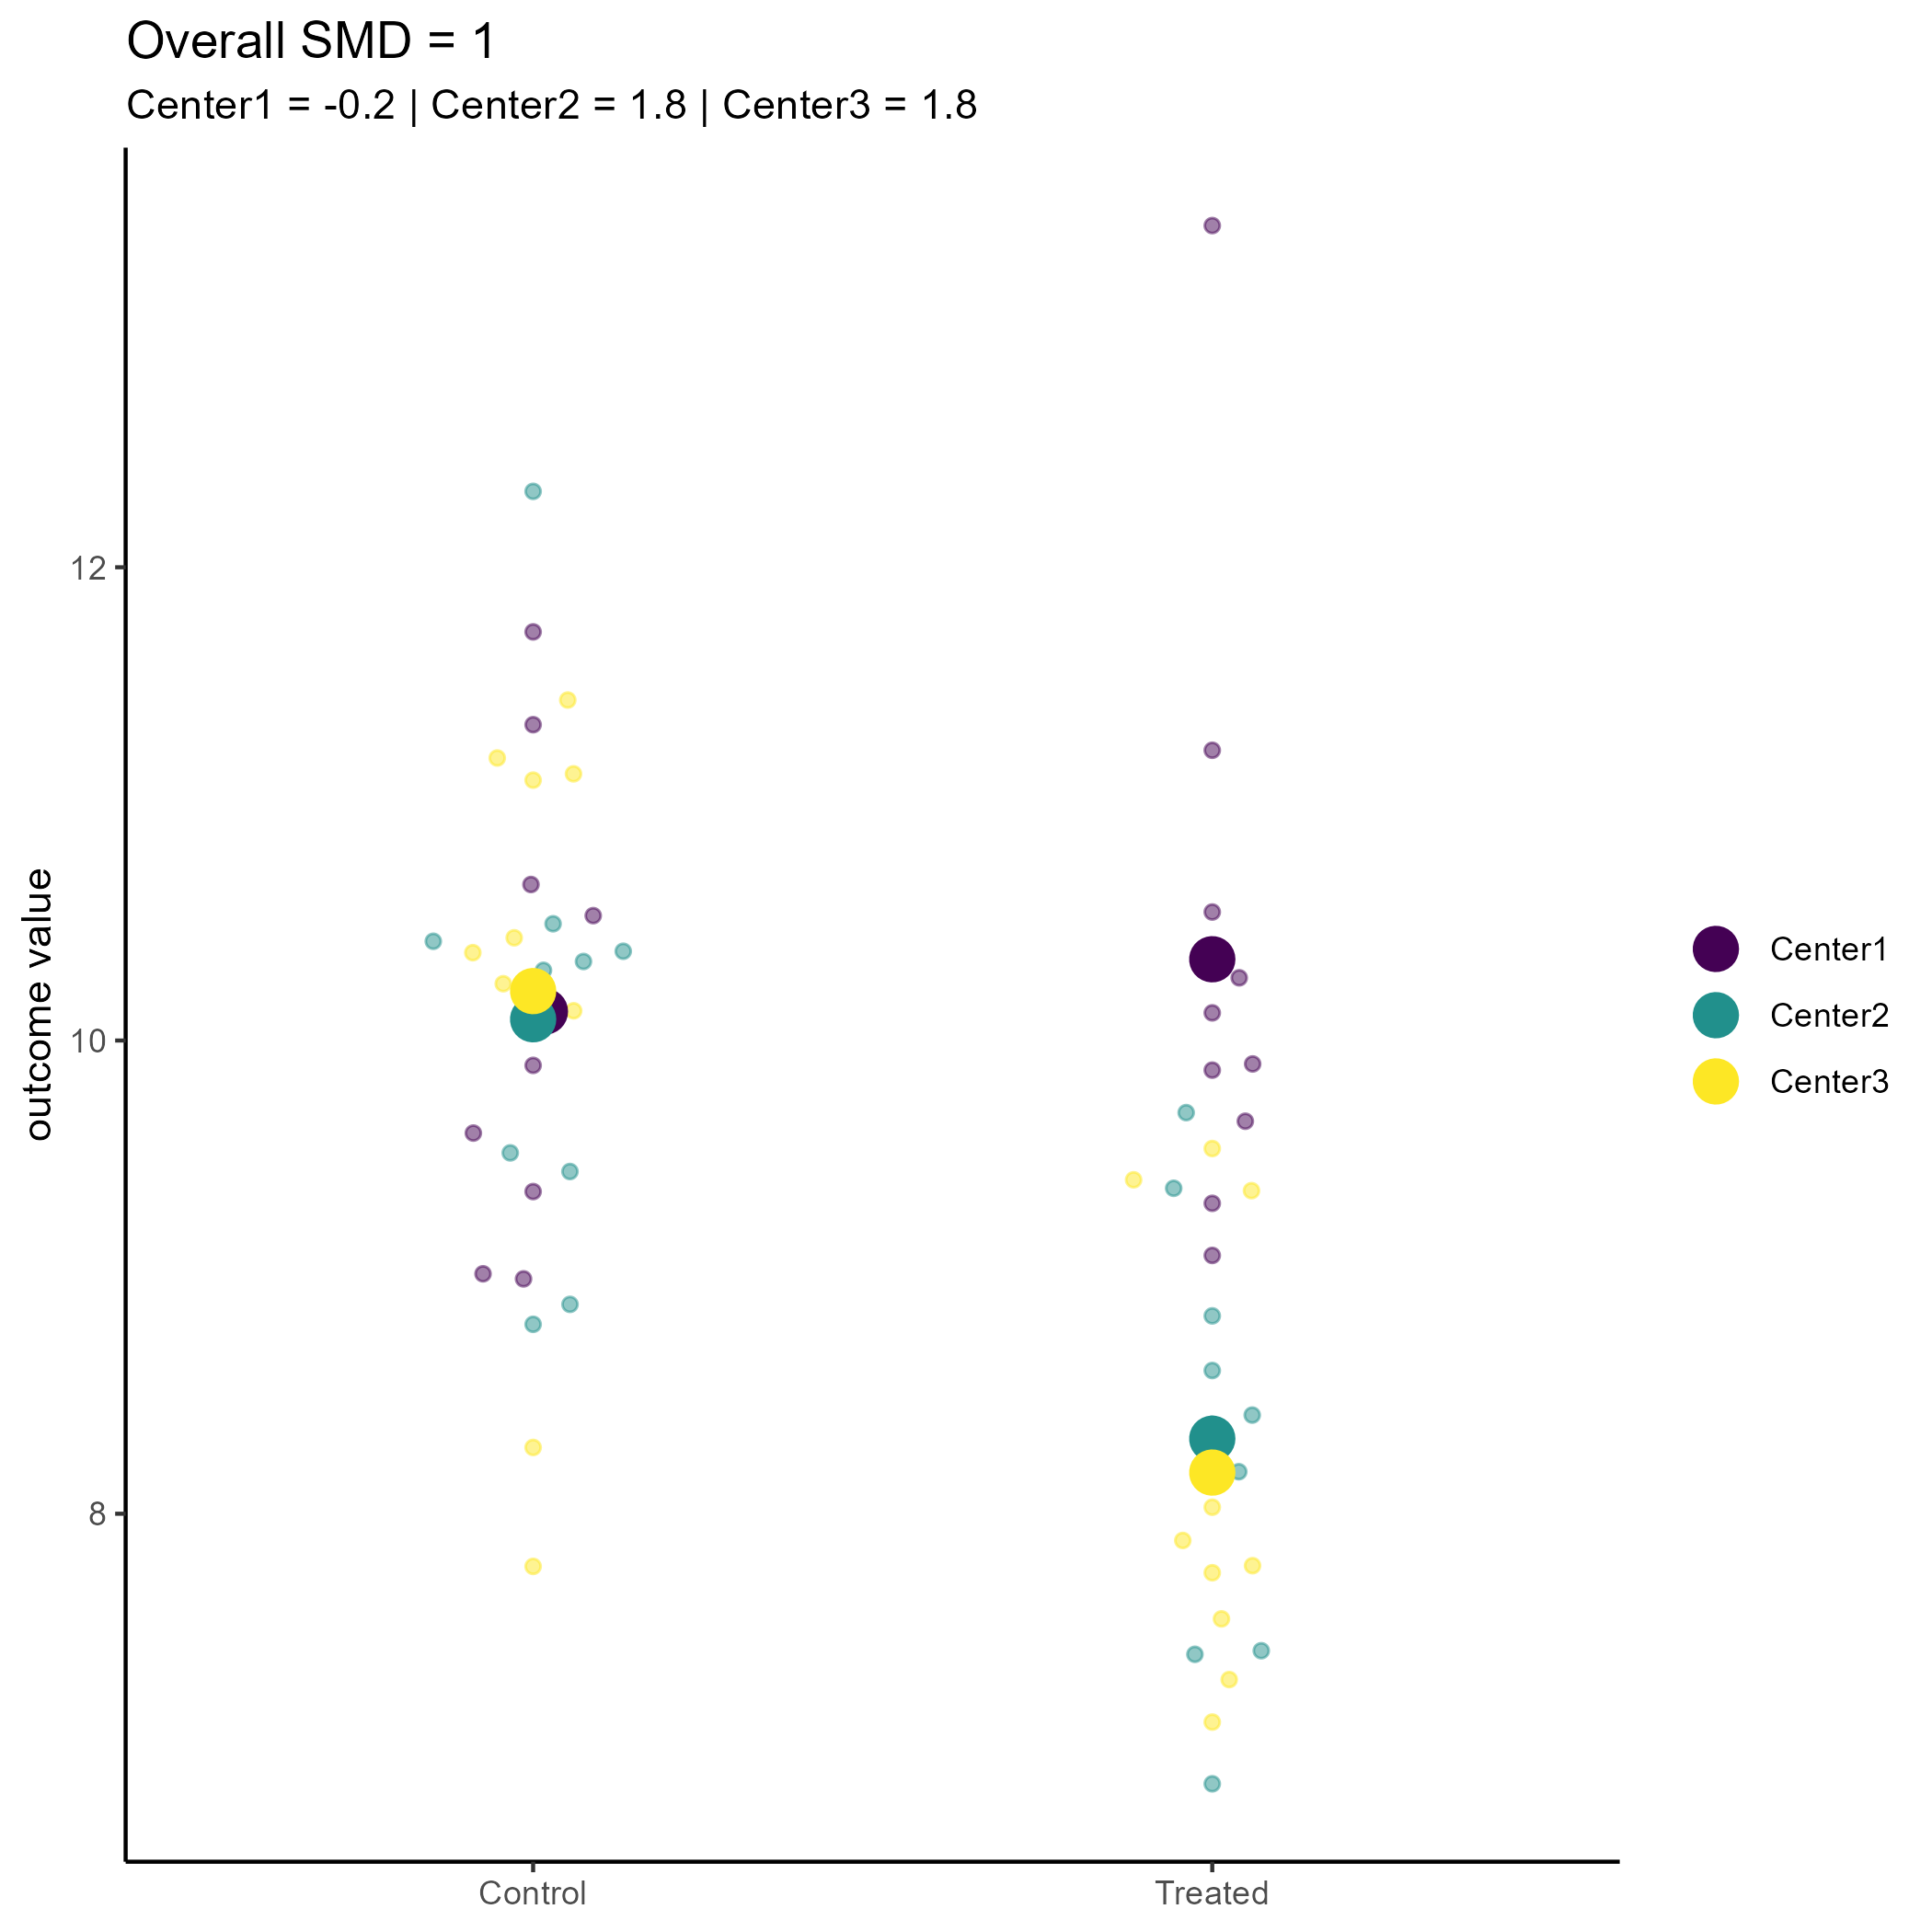 Overall SMD = 1
Center1 = -0.2 | Center2 = 1.8 | Center3 = 1.8
outcome value
12
10
8
Control
Treated
Center1
Center2
Center3